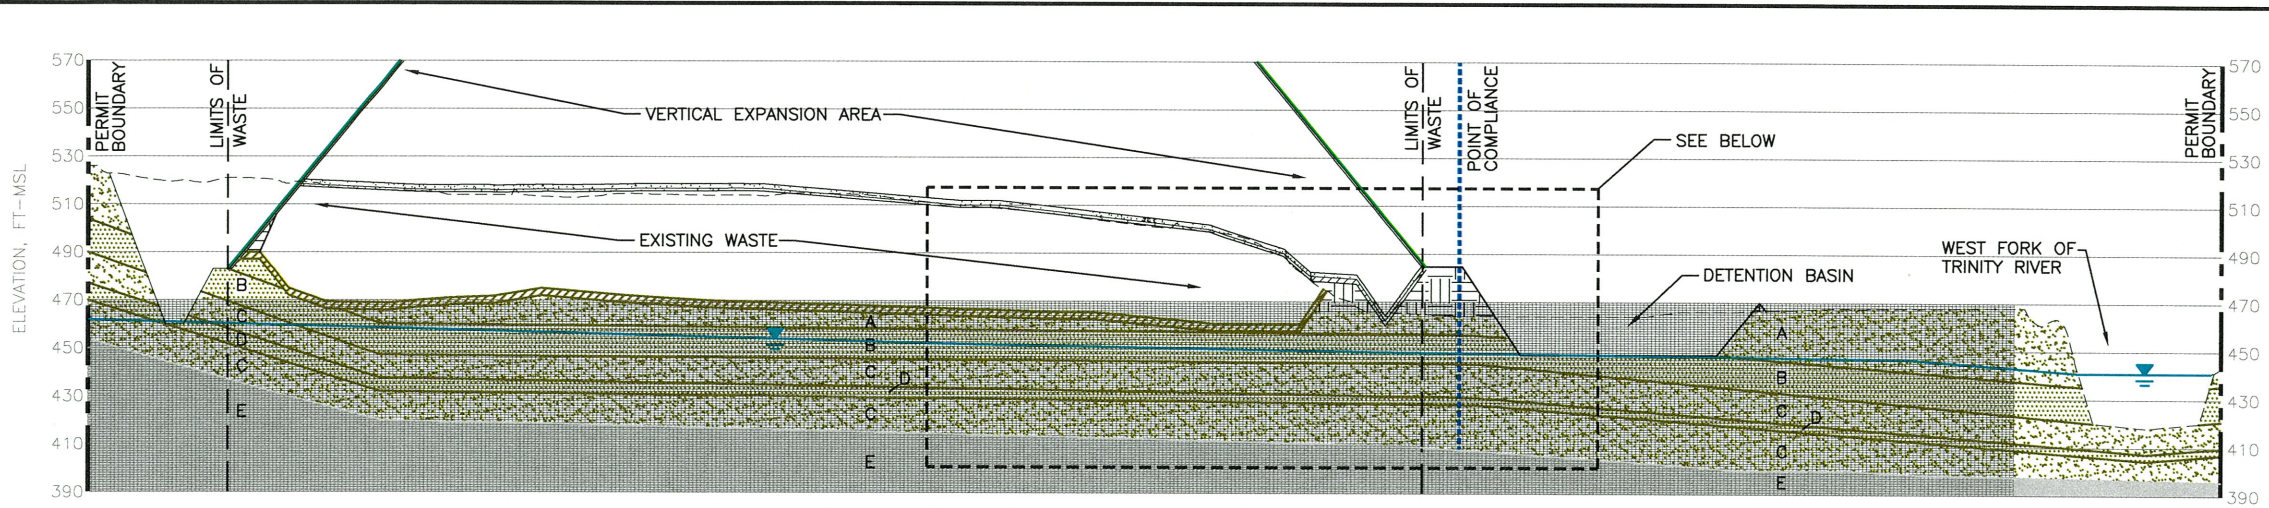 ELEVATION, FT-MSL
570
550
530
510
490
470
450
430
410
390
PERMIT
BOUNDARY
LIMITS OF
WASTE
VERTICAL EXPANSION AREA
EXISTING WASTE
LIMITS OF
WASTE
POINT OF
COMPLIANCE
SEE BELOW
DETENTION BASIN
WEST FORK OF
TRINITY RIVER
PERMIT
BOUNDARY
B
C
D
C
E
A
B
C
D
C
E
A
B
C
D
C
E
570
550
530
510
490
470
450
430
410
390